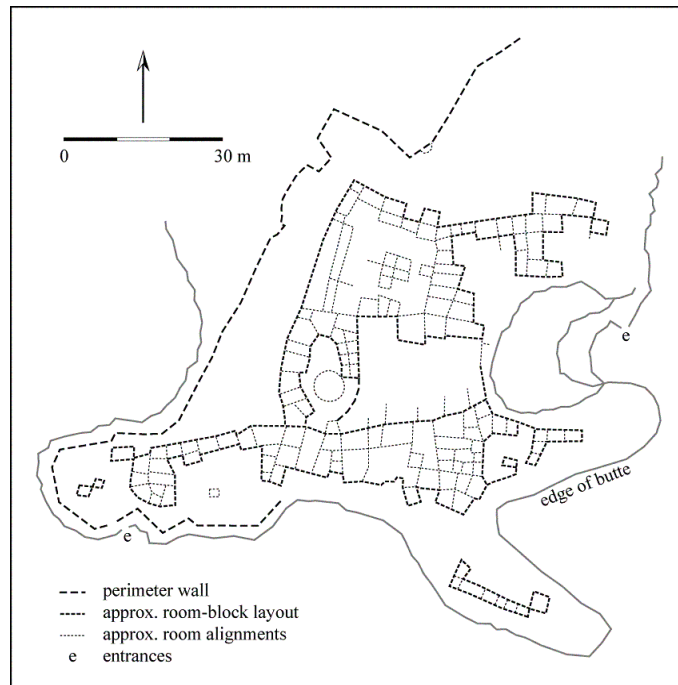 0 30 m
e
edge of butte
e
perimeter wall
approx. room-block layout
approx. room alignments
e entrances